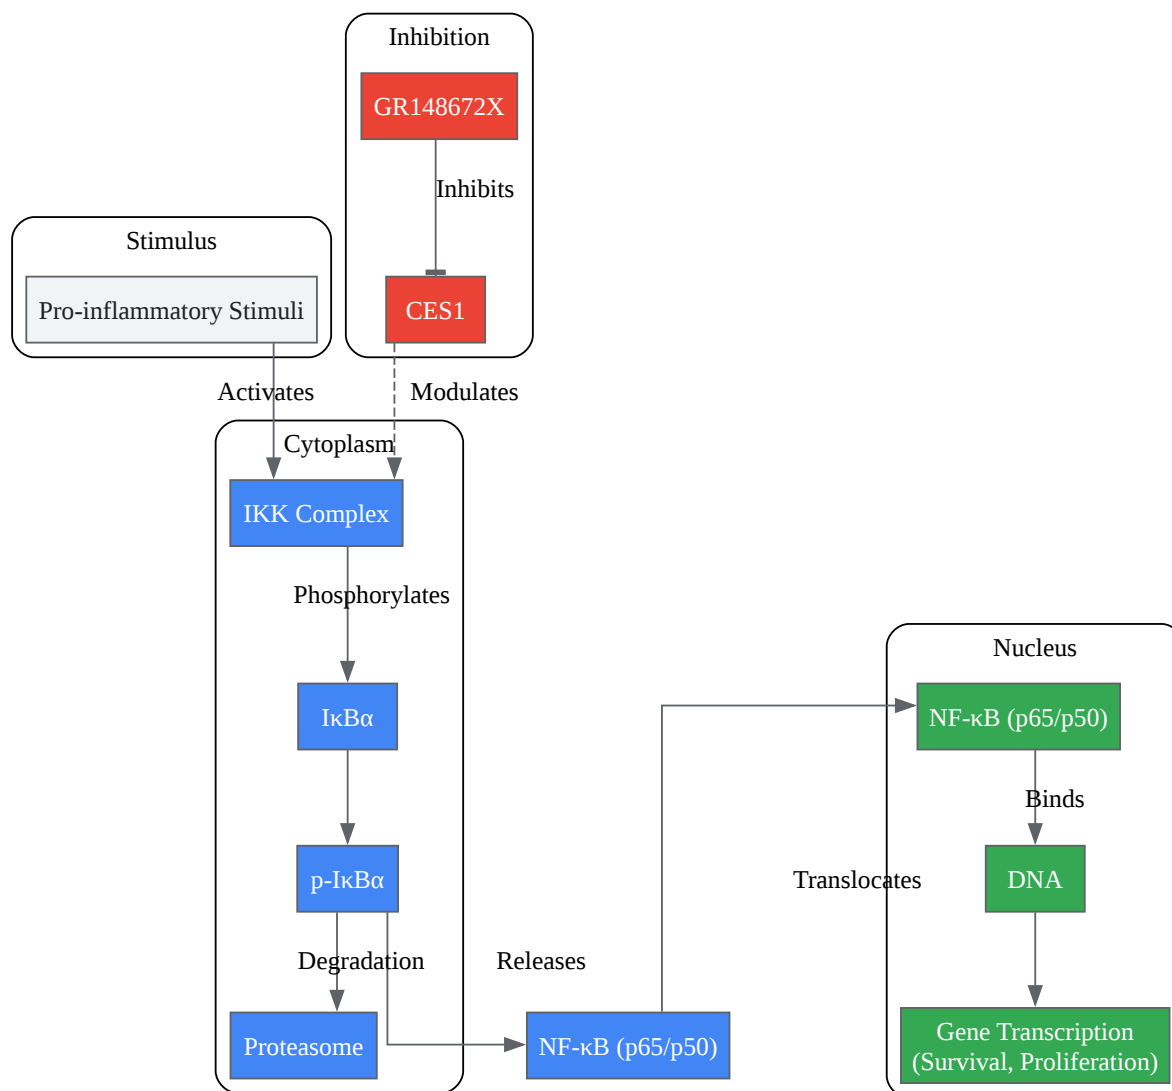 Inhibition
GR148672X
Inhibits
Stimulus
Pro-inflammatory Stimuli
CES1
Activates
Modulates
Cytoplasm
IKK Complex
Phosphorylates
IκBα
p-IκBα
Degradation
Proteasome
Releases
NF-κB (p65/p50)
Translocates
Nucleus
NF-κB (p65/p50)
Binds
DNA
Gene Transcription
(Survival, Proliferation)